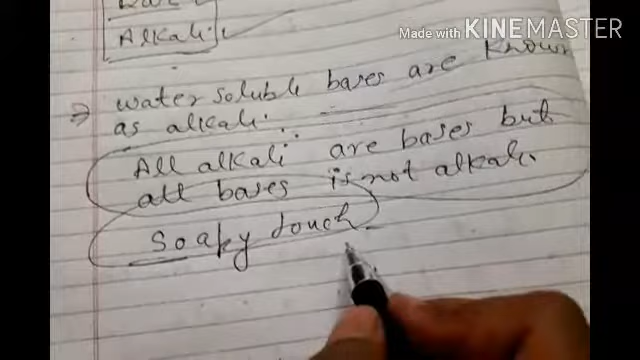 Alkali.
Made with KINEMASTER
⇒ water soluble bases are known
as alkali.
All alkali are bases but
all bases is not alkali.
Soaky touch.